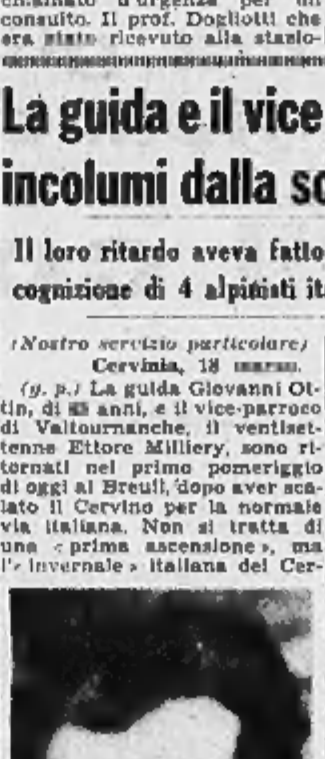 consulto. Il prof. Dogliotti che
era stato ricevuto alla stazio-
La guida e il vice
incolumi dalla
Il loro ritardo aveva fatto
cognizione di 4 alpinisti it
(Nostro servizio particolare)
Cervinia, 18 marzo.
(g. p.) La guida Giovanni Ot-
tin, di anni, e il vice-parroco
di Valtournanche, il ventiset-
tenne Ettore Milliery, sono ri-
tornati nel primo pomeriggio
di oggi al Breuil, dopo aver sca-
lato il Cervino per la normale
via italiana. Non si tratta di
una « prima ascensione », ma
l'« invernale » italiana del Cer-